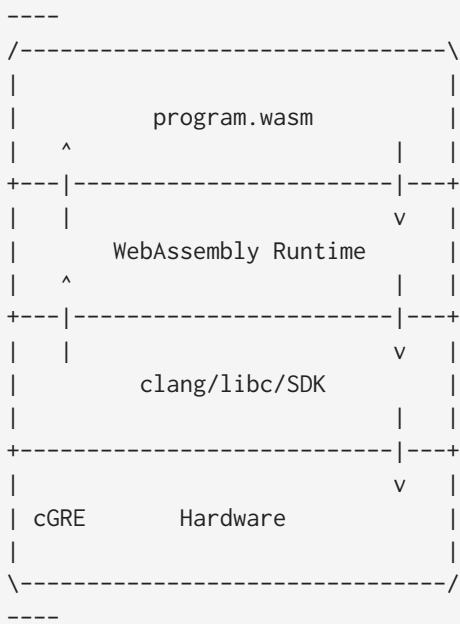 ----
/--------------------------------\
|                                |
|          program.wasm          |
|   ^                        |   |
+---|------------------------|---+
|   |                        v   |
|       WebAssembly Runtime      |
|   ^                        |   |
+---|------------------------|---+
|   |                        v   |
|         clang/libc/SDK         |
|                            |   |
+----------------------------|---+
|                            v   |
| cGRE       Hardware            |
|                                |
\--------------------------------/
----